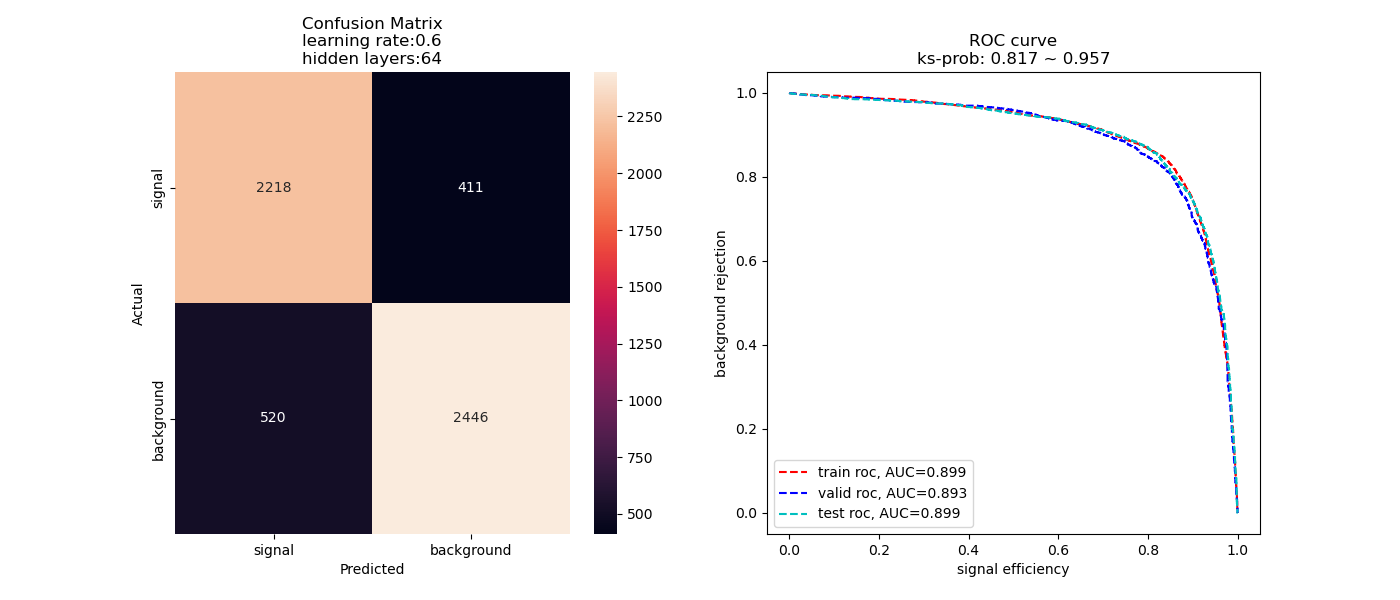 Confusion Matrix
learning rate:0.6
hidden layers:64
signal
background
Actual
2218
411
520
2446
signal
background
Predicted
2250
2000
1750
1500
1250
1000
750
500
ROC curve
ks-prob: 0.817 ~ 0.957
background rejection
1.0
0.8
0.6
0.4
0.2
0.0
train roc, AUC=0.899
valid roc, AUC=0.893
test roc, AUC=0.899
0.0
0.2
0.4
0.6
0.8
1.0
signal efficiency